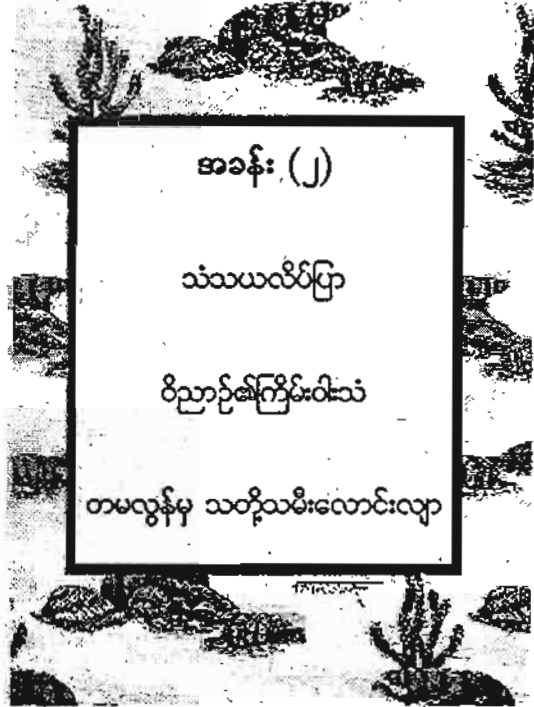 အခန်း (၂)
သံသယလိပ်ပြာ
ဝိညာဉ်၏ကြိမ်းဝါးသံ
တမလွန်မှ သတို့သမီးလောင်းလျာ